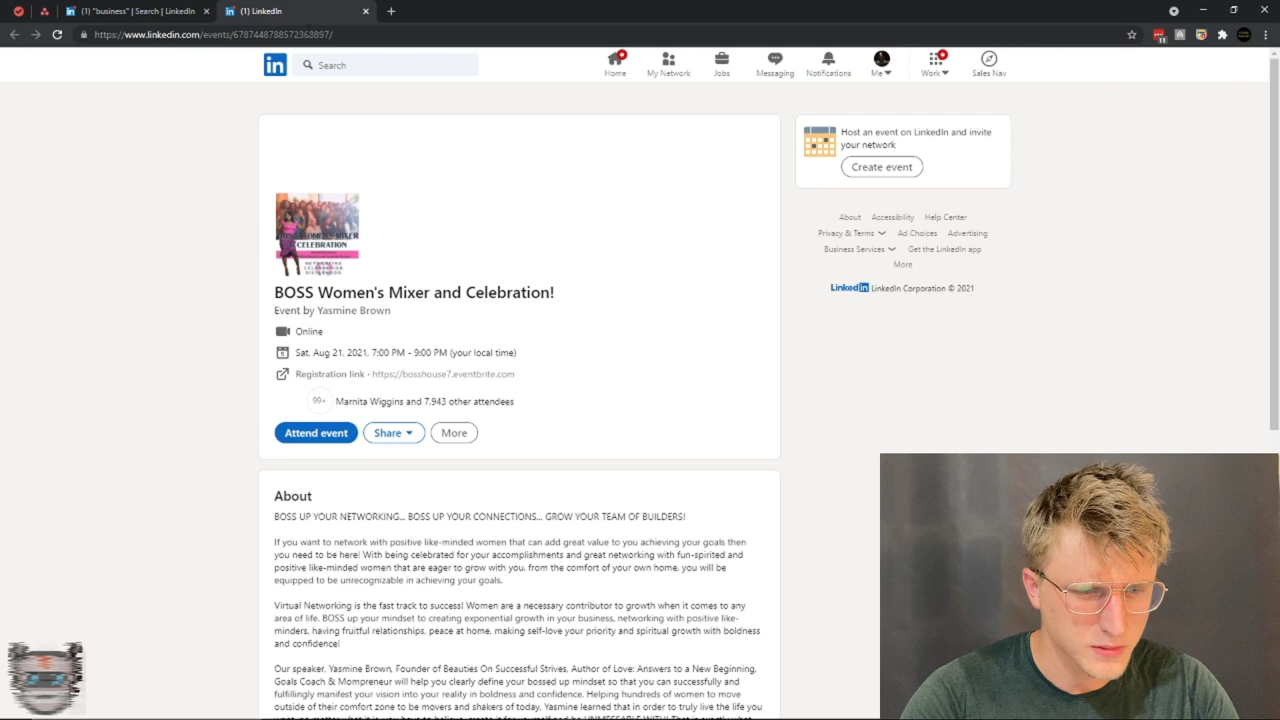 (1) "business" | Search | LinkedIn
(1) LinkedIn
https://www.linkedin.com/events/6787448788572368897/
11
in
Search
Home
My Network
Jobs
Messaging
Notifications
Me
Work
Sales Nav
BOSS WOMEN'S MIXER
CELEBRATION
NETWORKING
CELEBRATION
SISTERHOOD
BOSS Women's Mixer and Celebration!
Event by Yasmine Brown
Online
Sat, Aug 21, 2021, 7:00 PM - 9:00 PM (your local time)
Registration link · https://bosshouse7.eventbrite.com
99+ Marnita Wiggins and 7,943 other attendees
Attend event
Share
More
About
BOSS UP YOUR NETWORKING... BOSS UP YOUR CONNECTIONS... GROW YOUR TEAM OF BUILDERS!
If you want to network with positive like-minded women that can add great value to you achieving your goals then
you need to be here! With being celebrated for your accomplishments and great networking with fun-spirited and
positive like-minded women that are eager to grow with you, from the comfort of your own home, you will be
equipped to be unrecognizable in achieving your goals.
Virtual Networking is the fast track to success! Women are a necessary contributor to growth when it comes to any
area of life. BOSS up your mindset to creating exponential growth in your business, networking with positive like-
minders, having fruitful relationships, peace at home, making self-love your priority and spiritual growth with boldness
and confidence!
Our speaker, Yasmine Brown, Founder of Beauties On Successful Strives, Author of Love: Answers to a New Beginning,
Goals Coach & Mompreneur will help you clearly define your bossed up mindset so that you can successfully and
fulfillingly manifest your vision into your reality in boldness and confidence. Helping hundreds of women to move
outside of their comfort zone to be movers and shakers of today, Yasmine learned that in order to truly live the life you
Host an event on LinkedIn and invite
your network
Create event
About
Accessibility
Help Center
Privacy & Terms
Ad Choices
Advertising
Business Services
Get the LinkedIn app
More
LinkedIn LinkedIn Corporation © 2021